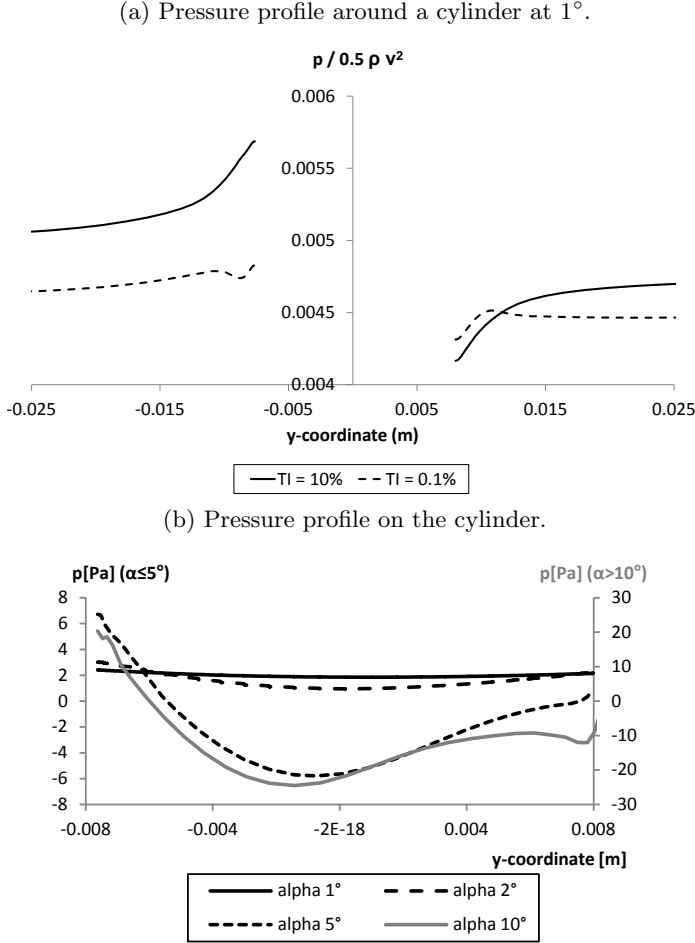 (a) Pressure profile around a cylinder at 1°.
p / 0.5 ρ v²
0.006
0.0055
0.005
0.0045
0.004
-0.025 -0.015 -0.005 0.005 0.015 0.025
y-coordinate (m)
TI = 10% TI = 0.1%
(b) Pressure profile on the cylinder.
p[Pa] (α≤5°) p[Pa] (α>10°)
8 30
6 20
4
2 10
0 0
-2
-4 -10
-6 -20
-8 -30
-0.008 -0.004 -2E-18 0.004 0.008
y-coordinate [m]
alpha 1° alpha 2°
alpha 5° alpha 10°